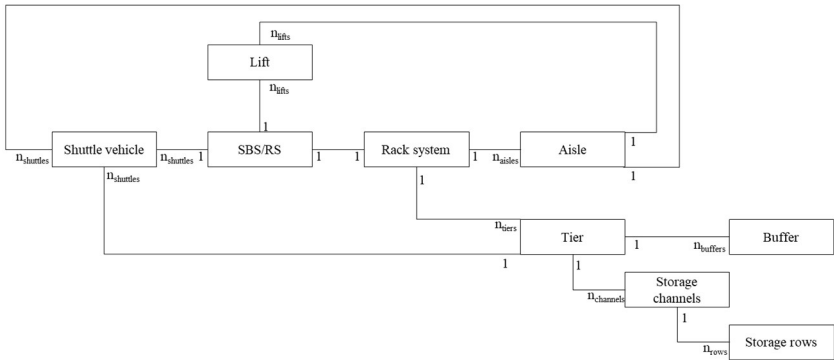 n_lifts
Lift
n_lifts
1
1
Shuttle vehicle
SBS/RS
Rack system
Aisle
n_shuttles
n_shuttles
1
1
1
1
n_aisles
1
n_shuttles
1
n_tiers
Tier
Buffer
1
n_buffers
1
1
Storage
channels
n_channels
1
n_rows
Storage rows